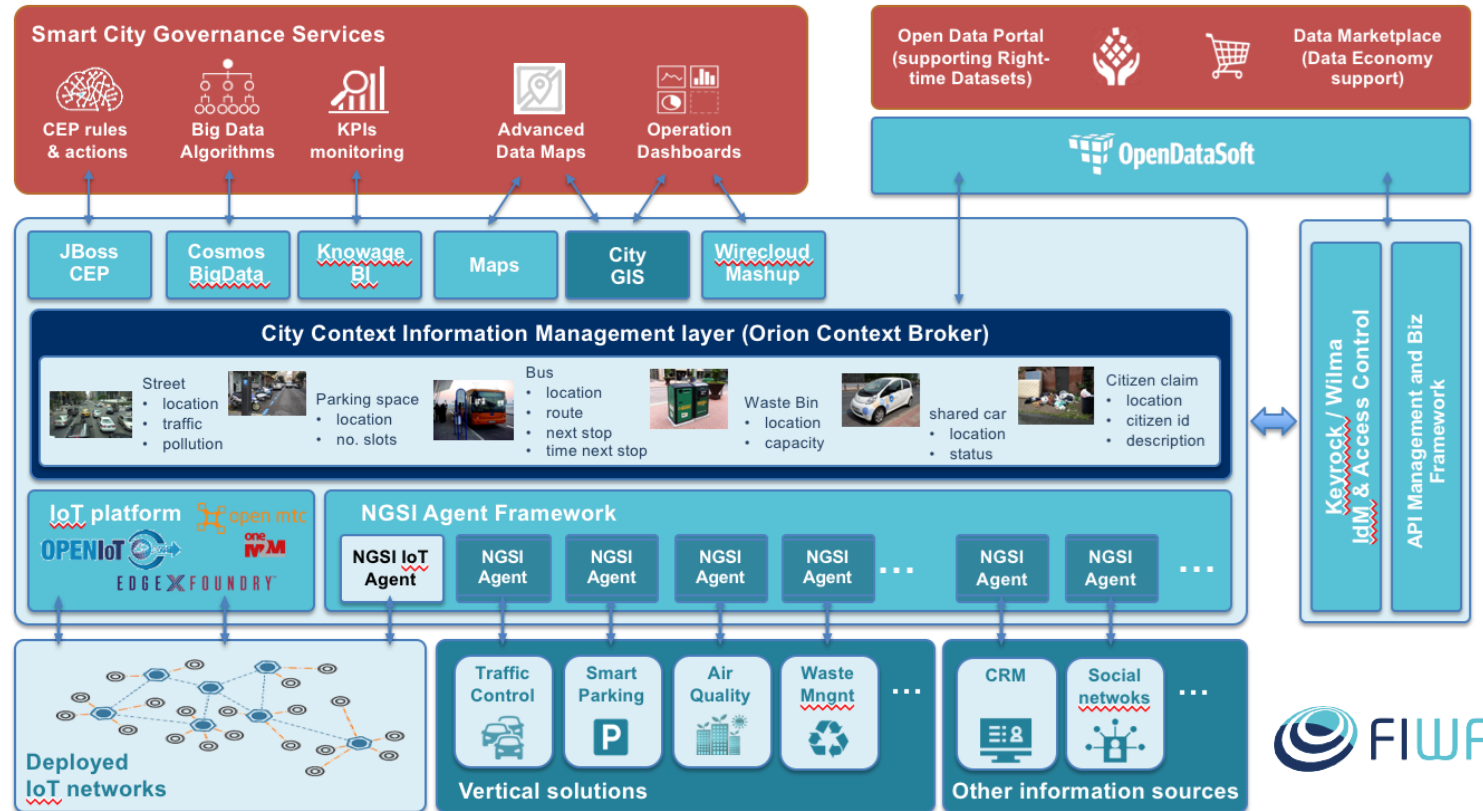 Smart City Governance Services
CEP rules
& actions
Big Data
Algorithms
KPIs
monitoring
Advanced
Data Maps
Operation
Dashboards
Open Data Portal
(supporting Right-
time Datasets)
Data Marketplace
(Data Economy
support)
OpenDataSoft
JBoss
CEP
Cosmos
BigData
Knowage
BI
Maps
City
GIS
Wirecloud
Mashup
City Context Information Management layer (Orion Context Broker)
Street
• location
• traffic
• pollution
Parking space
• location
• no. slots
Bus
• location
• route
• next stop
• time next stop
Waste Bin
• location
• capacity
shared car
• location
• status
Citizen claim
• location
• citizen id
• description
Keyrock / Wilma
IdM & Access Control
API Management and Biz
Framework
IoT platform
open mtc
OPENIoT
one
M2M
EDGE X FOUNDRY
NGSI Agent Framework
NGSI IoT
Agent
NGSI
Agent
NGSI
Agent
NGSI
Agent
NGSI
Agent
...
NGSI
Agent
NGSI
Agent
...
Deployed
IoT networks
Traffic
Control
Smart
Parking
P
Air
Quality
Waste
Mngnt
...
Vertical solutions
CRM
Social
netwoks
...
Other information sources
FIWA